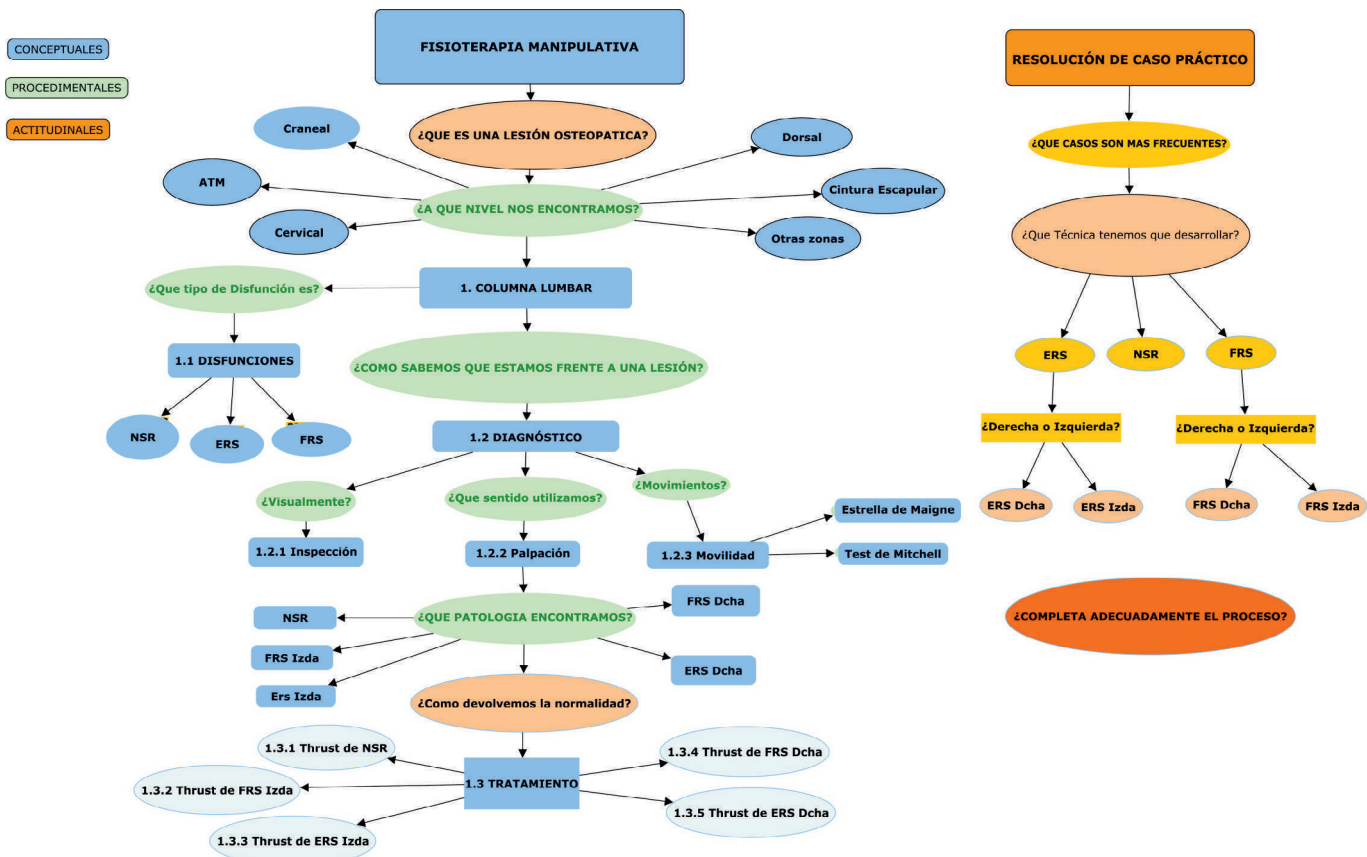 FISIOTERAPIA MANIPULATIVA
CONCEPTUALES
PROCEDIMENTALES
ACTITUDINALES
¿QUE ES UNA LESIÓN OSTEOPATICA?
Craneal
Dorsal
ATM
Cintura Escapular
¿A QUE NIVEL NOS ENCONTRAMOS?
Cervical
Otras zonas
¿Que tipo de Disfunción es?
1. COLUMNA LUMBAR
1.1 DISFUNCIONES
¿COMO SABEMOS QUE ESTAMOS FRENTE A UNA LESIÓN?
NSR
ERS
FRS
1.2 DIAGNÓSTICO
¿Visualmente?
¿Que sentido utilizamos?
¿Movimientos?
Estrella de Maigne
1.2.1 Inspección
1.2.2 Palpación
1.2.3 Movilidad
Test de Mitchell
FRS Dcha
NSR
¿QUE PATOLOGIA ENCONTRAMOS?
FRS Izda
ERS Dcha
Ers Izda
¿Como devolvemos la normalidad?
1.3.1 Thrust de NSR
1.3.4 Thrust de FRS Dcha
1.3.2 Thrust de FRS Izda
1.3 TRATAMIENTO
1.3.5 Thrust de ERS Dcha
1.3.3 Thrust de ERS Izda
RESOLUCIÓN DE CASO PRÁCTICO
¿QUE CASOS SON MAS FRECUENTES?
¿Que Técnica tenemos que desarrollar?
ERS
NSR
FRS
¿Derecha o Izquierda?
¿Derecha o Izquierda?
ERS Dcha
ERS Izda
FRS Dcha
FRS Izda
¿COMPLETA ADECUADAMENTE EL PROCESO?